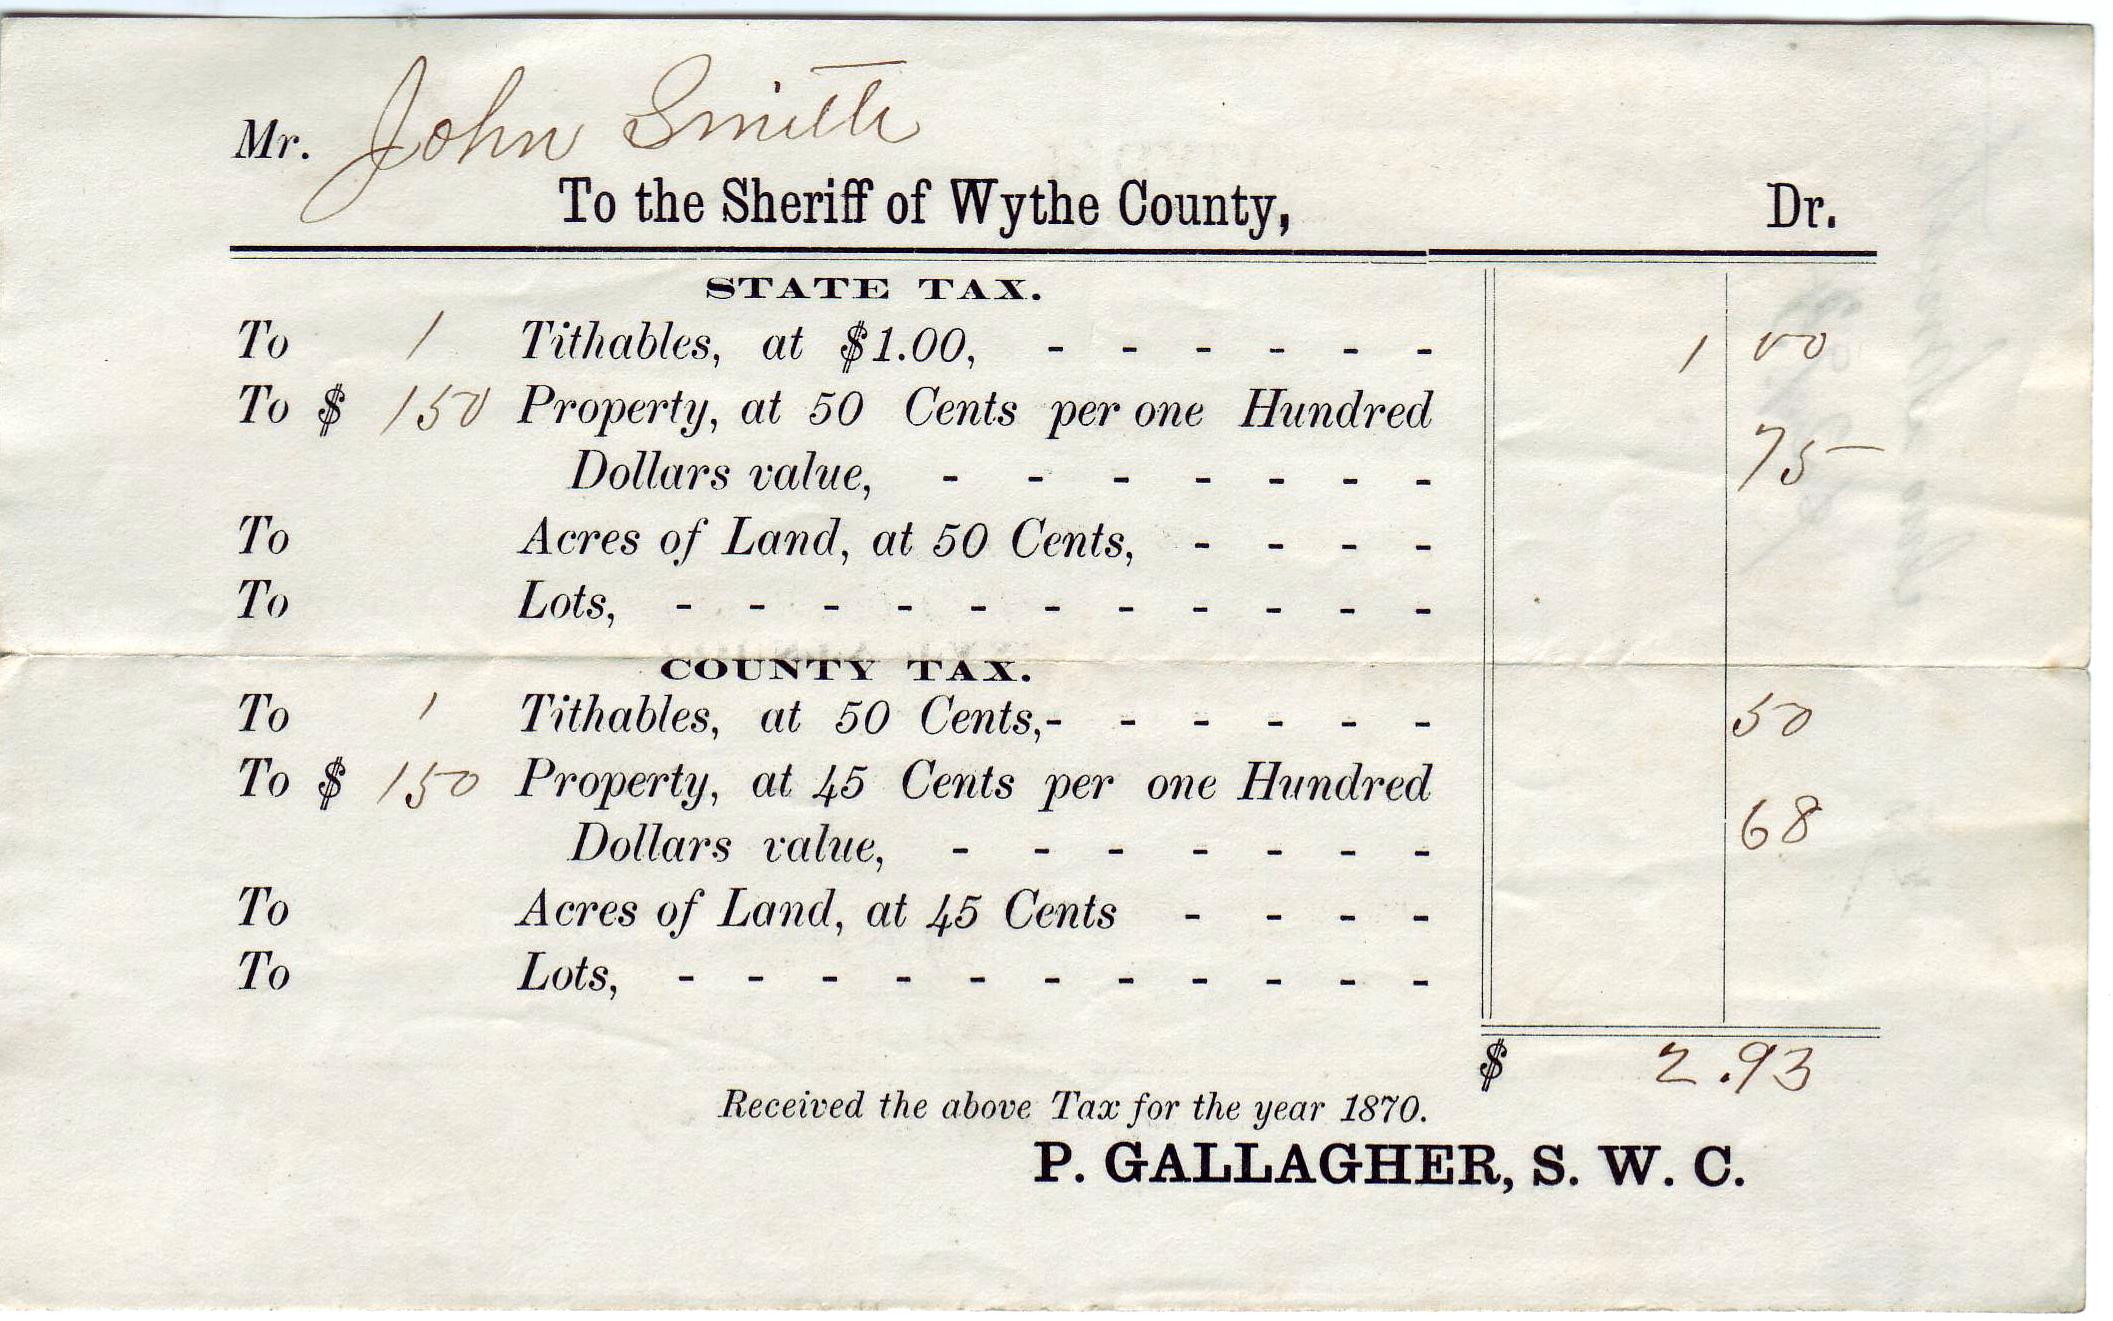 Mr. John Smith
To the Sheriff of Wythe County, Dr.
STATE TAX.
To 1 Tithables, at $1.00, - - - - - - 1 00
To $ 150 Property, at 50 Cents per one Hundred
Dollars value, - - - - - - - 75
To Acres of Land, at 50 Cents, - - - -
To Lots, - - - - - - - - - - -
COUNTY TAX.
To 1 Tithables, at 50 Cents,- - - - - - 50
To $ 150 Property, at 45 Cents per one Hundred
Dollars value, - - - - - - - 68
To Acres of Land, at 45 Cents - - - -
To Lots, - - - - - - - - - - -
$ 2.93
Received the above Tax for the year 1870.
P. GALLAGHER, S. W. C.